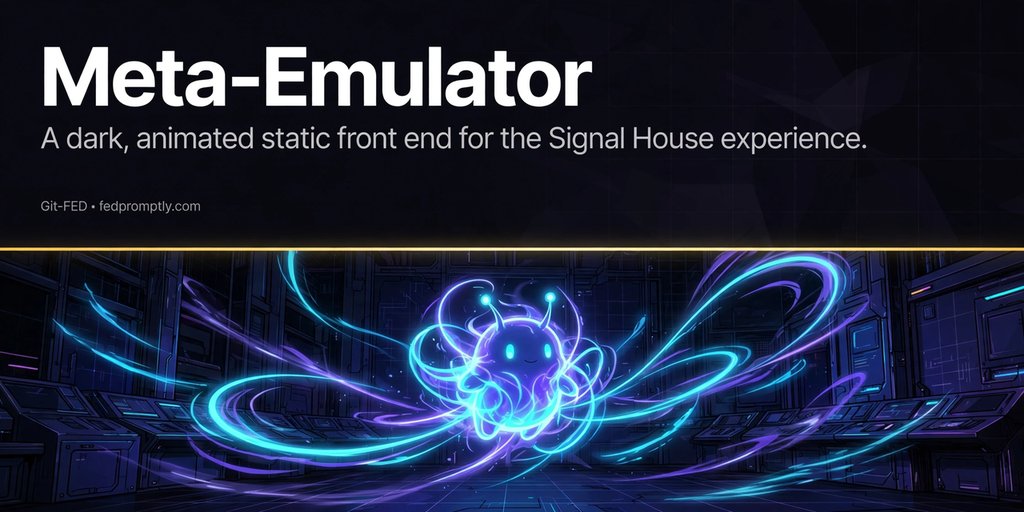 Meta-Emulator
A dark, animated static front end for the Signal House experience.
Git-FED • fedpromptly.com